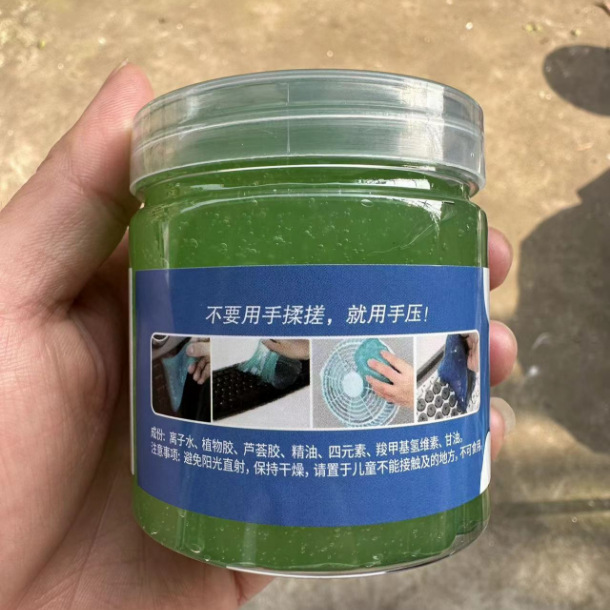 不要用手揉搓，就用手压！
成份: 离子水、植物胶、芦荟胶、精油、四元素、羧甲基氢维素、甘油。
注意事项: 避免阳光直射，保持干燥，请置于儿童不能接触及的地方，不可食用